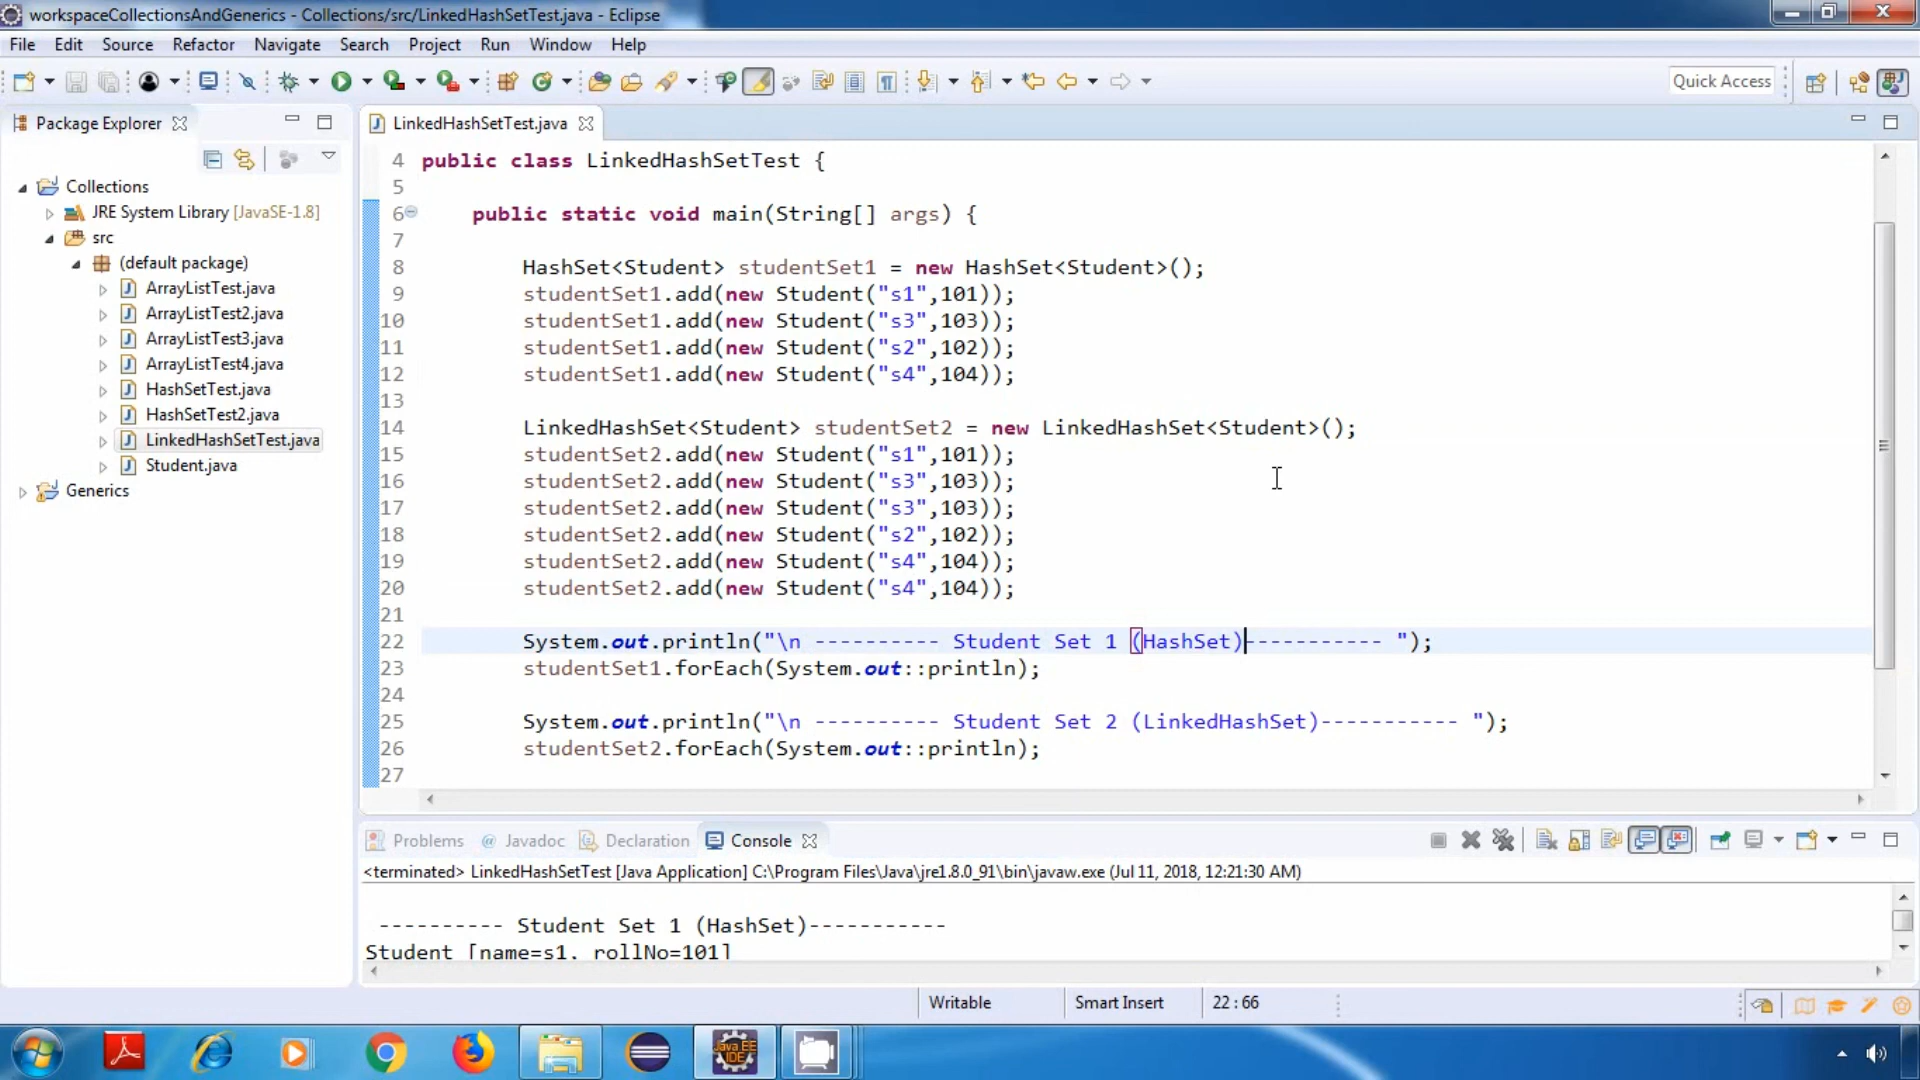 workspaceCollectionsAndGenerics - Collections/src/LinkedHashSetTest.java - Eclipse
File Edit Source Refactor Navigate Search Project Run Window Help
Quick Access
Package Explorer
Collections
JRE System Library [JavaSE-1.8]
src
(default package)
ArrayListTest.java
ArrayListTest2.java
ArrayListTest3.java
ArrayListTest4.java
HashSetTest.java
HashSetTest2.java
LinkedHashSetTest.java
Student.java
Generics
LinkedHashSetTest.java
4 public class LinkedHashSetTest {
5
6 public static void main(String[] args) {
7
8 HashSet<Student> studentSet1 = new HashSet<Student>();
9 studentSet1.add(new Student("s1",101));
10 studentSet1.add(new Student("s3",103));
11 studentSet1.add(new Student("s2",102));
12 studentSet1.add(new Student("s4",104));
13
14 LinkedHashSet<Student> studentSet2 = new LinkedHashSet<Student>();
15 studentSet2.add(new Student("s1",101));
16 studentSet2.add(new Student("s3",103));
17 studentSet2.add(new Student("s3",103));
18 studentSet2.add(new Student("s2",102));
19 studentSet2.add(new Student("s4",104));
20 studentSet2.add(new Student("s4",104));
21
22 System.out.println("\n ---------- Student Set 1 (HashSet)----------- ");
23 studentSet1.forEach(System.out::println);
24
25 System.out.println("\n ---------- Student Set 2 (LinkedHashSet)----------- ");
26 studentSet2.forEach(System.out::println);
27
Problems @ Javadoc Declaration Console
<terminated> LinkedHashSetTest [Java Application] C:\Program Files\Java\jre1.8.0_91\bin\javaw.exe (Jul 11, 2018, 12:21:30 AM)
---------- Student Set 1 (HashSet)-----------
Student [name=s1, rollNo=101]
Writable Smart Insert 22 : 66
Java EE
IDE